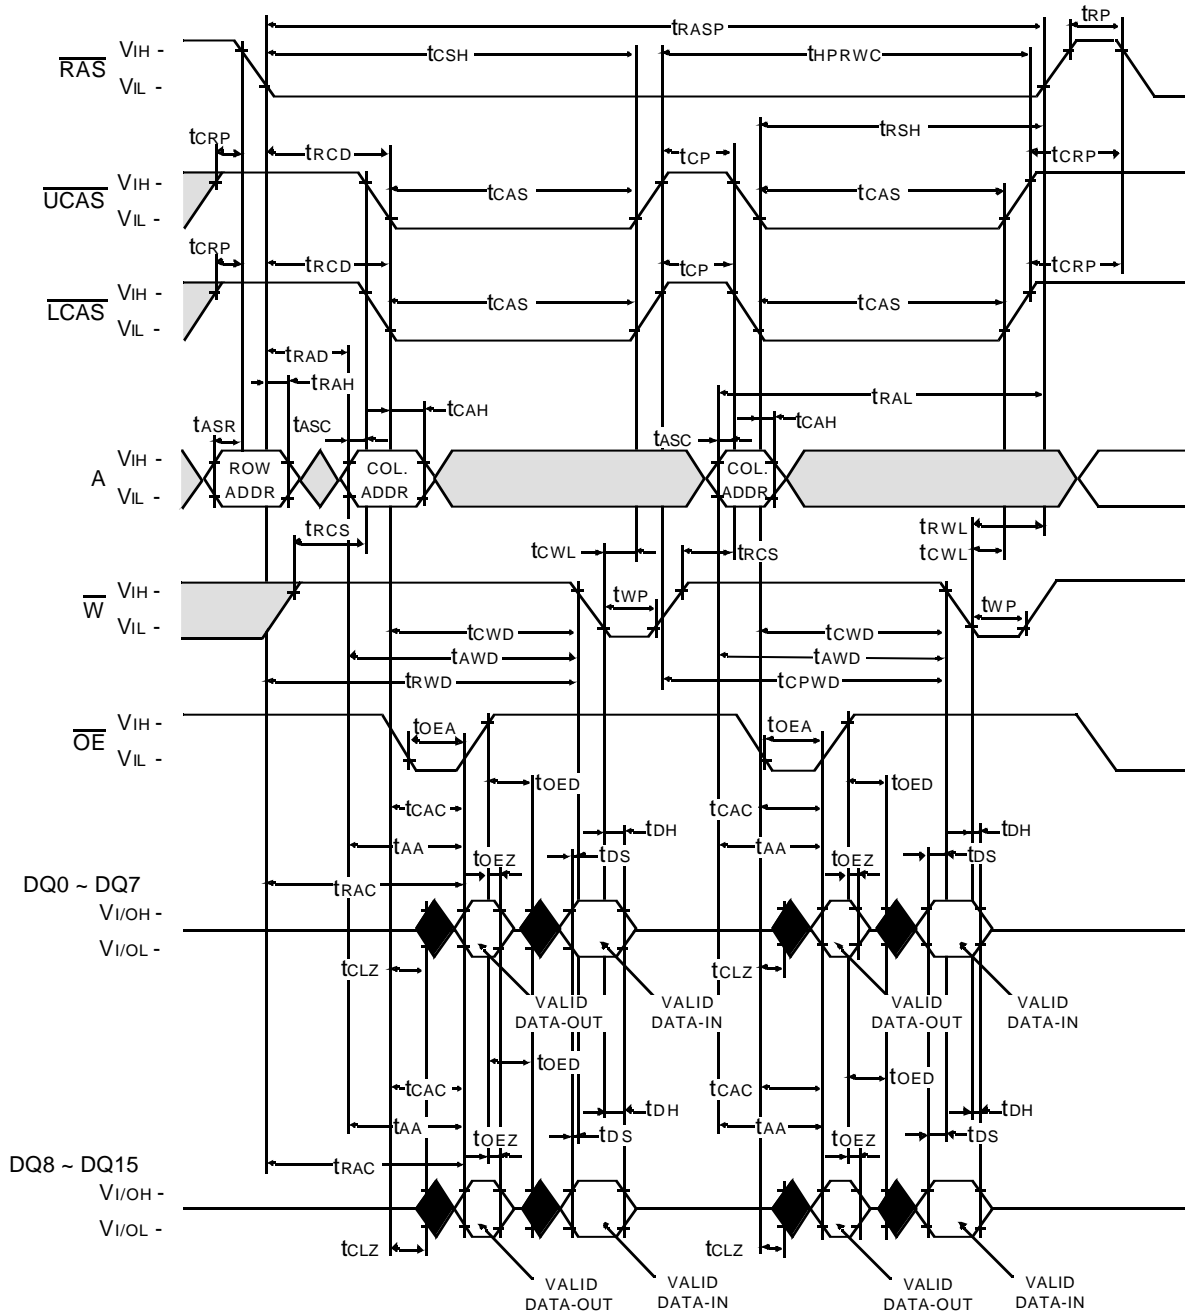 tRP
tRASP
VIH -
RAS
VIL -
tCSH
tHPRWC
tRSH
tCRP
tRCD
tCP
tCRP
VIH -
UCAS
VIL -
tCAS
tCAS
tCRP
tRCD
tCP
tCRP
VIH -
LCAS
VIL -
tCAS
tCAS
tRAD
tRAH
tRAL
tCAH
tCAH
tASR
tASC
tASC
VIH -
A
VIL -
ROW
ADDR
COL.
ADDR
COL.
ADDR
tRCS
tRWL
tCWL
tRCS
tCWL
VIH -
W
VIL -
tWP
tWP
tCWD
tCWD
tAWD
tAWD
tRWD
tCPWD
VIH -
OE
VIL -
tOEA
tOEA
tOED
tOED
tCAC
tCAC
tDH
tDH
tAA
tAA
tOEZ
tDS
tOEZ
tDS
DQ0 ~ DQ7
tRAC
VI/OH -
VI/OL -
tCLZ
tCLZ
VALID
DATA-OUT
VALID
DATA-IN
VALID
DATA-OUT
VALID
DATA-IN
tOED
tOED
tCAC
tCAC
tDH
tDH
tAA
tAA
tOEZ
tDS
tOEZ
tDS
DQ8 ~ DQ15
tRAC
VI/OH -
VI/OL -
tCLZ
tCLZ
VALID
DATA-OUT
VALID
DATA-IN
VALID
DATA-OUT
VALID
DATA-IN